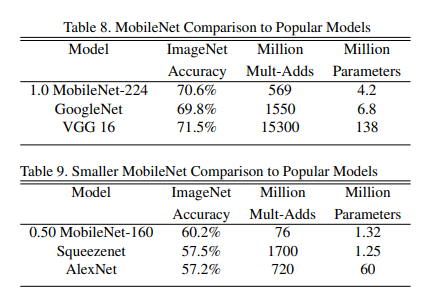 Table 8. MobileNet Comparison to Popular Models
Model ImageNet Million Million
Accuracy Mult-Adds Parameters
1.0 MobileNet-224 70.6% 569 4.2
GoogleNet 69.8% 1550 6.8
VGG 16 71.5% 15300 138
Table 9. Smaller MobileNet Comparison to Popular Models
Model ImageNet Million Million
Accuracy Mult-Adds Parameters
0.50 MobileNet-160 60.2% 76 1.32
Squeezenet 57.5% 1700 1.25
AlexNet 57.2% 720 60